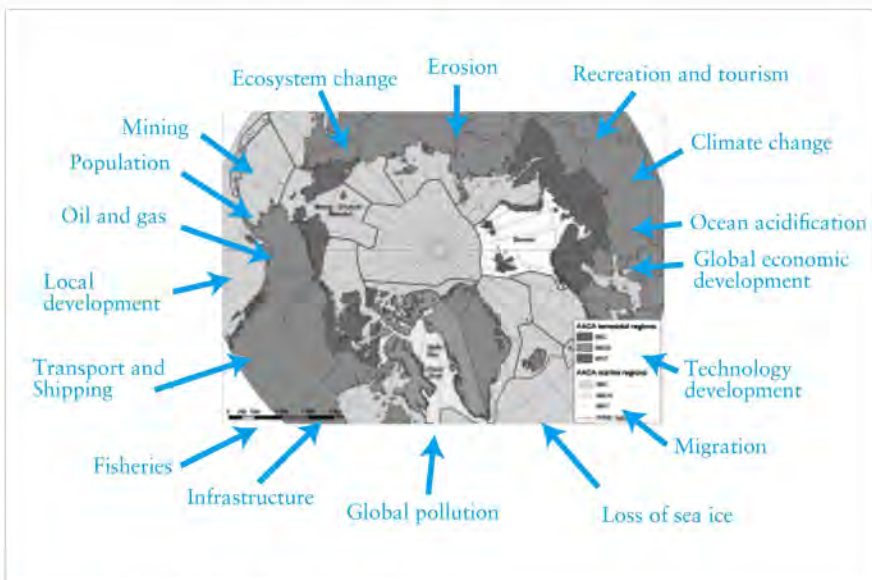 Ecosystem change
Erosion
Recreation and tourism
Mining
Climate change
Population
Oil and gas
Ocean acidification
Global economic
development
Local
development
AACA terrestrial regions
Transport and
Shipping
Technology
development
AACA marine regions
Migration
Fisheries
Infrastructure
Global pollution
Loss of sea ice